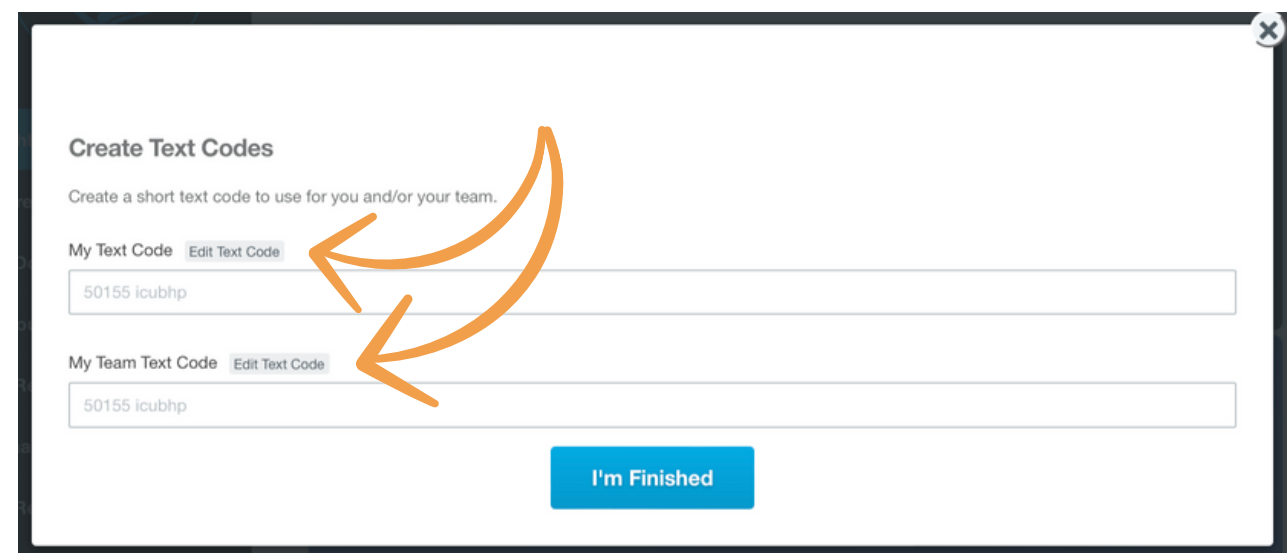 Create Text Codes
Create a short text code to use for you and/or your team.
My Text Code Edit Text Code
50155 icubhp
My Team Text Code Edit Text Code
50155 icubhp
I'm Finished